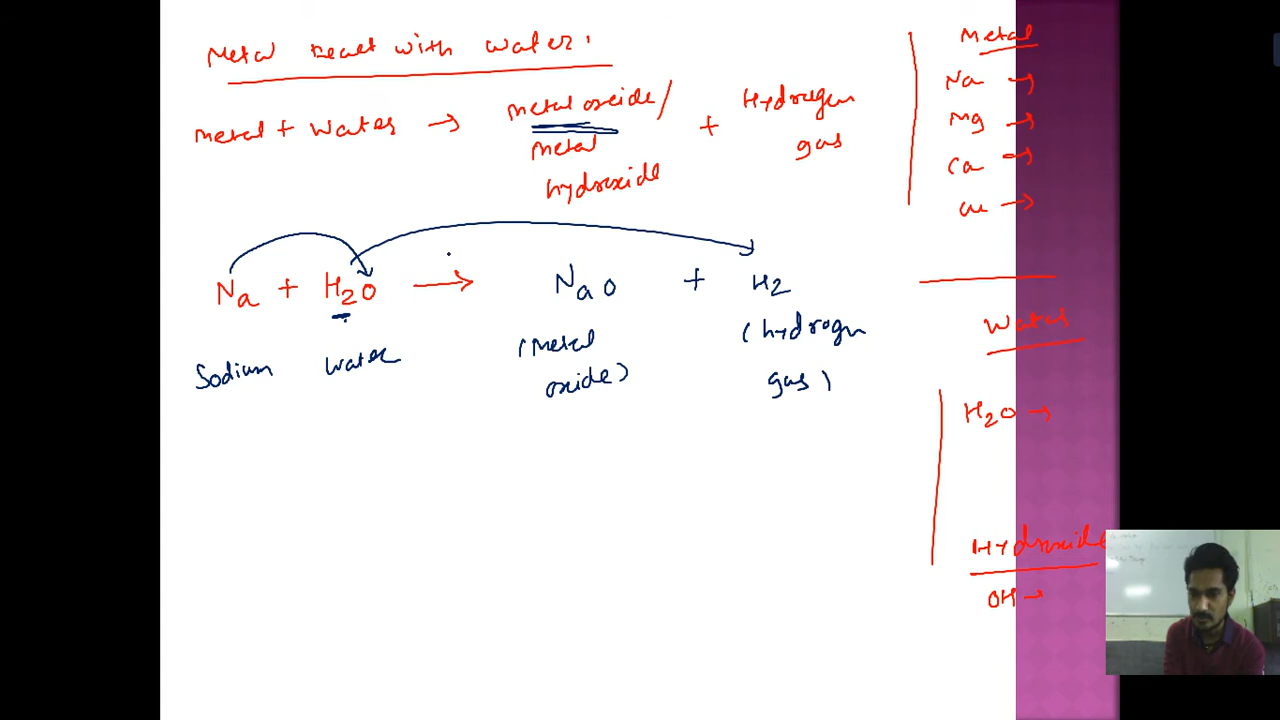 Metal react with water.
Metal + Water → Metal oxide/ + Hydrogen
Metal gas
hydroxide
Na + H2O → NaO + H2
Sodium water (Metal (hydrogen
oxide) gas)
Metal
Na →
Mg →
Ca →
Cu →
Water
H2O →
Hydroxide
OH →